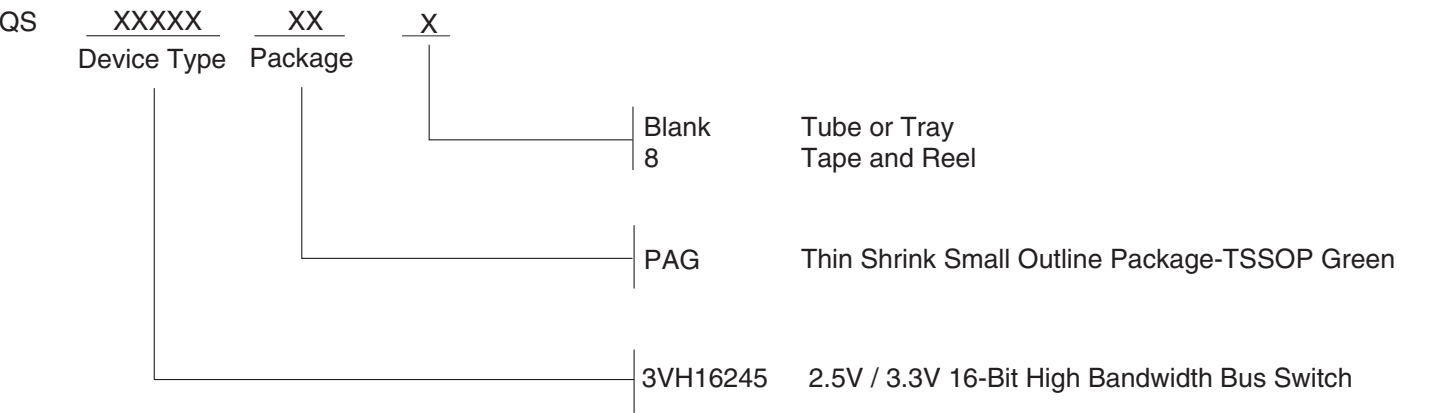 QS XXXXX XX X
Device Type Package
Blank Tube or Tray
8 Tape and Reel
PAG Thin Shrink Small Outline Package-TSSOP Green
3VH16245 2.5V / 3.3V 16-Bit High Bandwidth Bus Switch